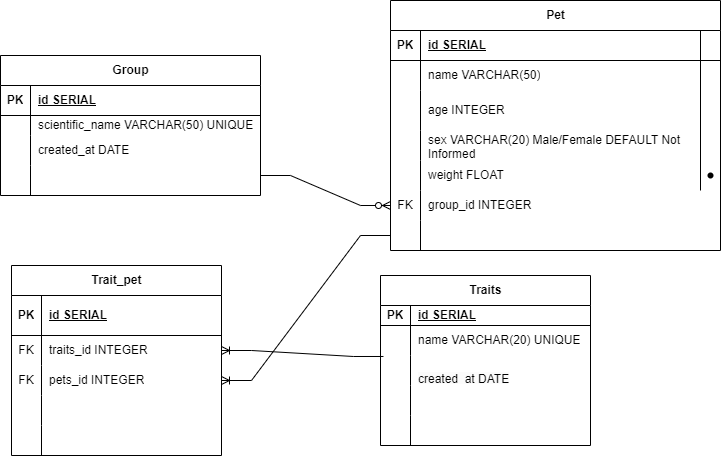 Pet
PK id SERIAL
name VARCHAR(50)
age INTEGER
sex VARCHAR(20) Male/Female DEFAULT Not
Informed
weight FLOAT
FK group_id INTEGER
Group
PK id SERIAL
scientific_name VARCHAR(50) UNIQUE
created_at DATE
Trait_pet
PK id SERIAL
FK traits_id INTEGER
FK pets_id INTEGER
Traits
PK id SERIAL
name VARCHAR(20) UNIQUE
created at DATE